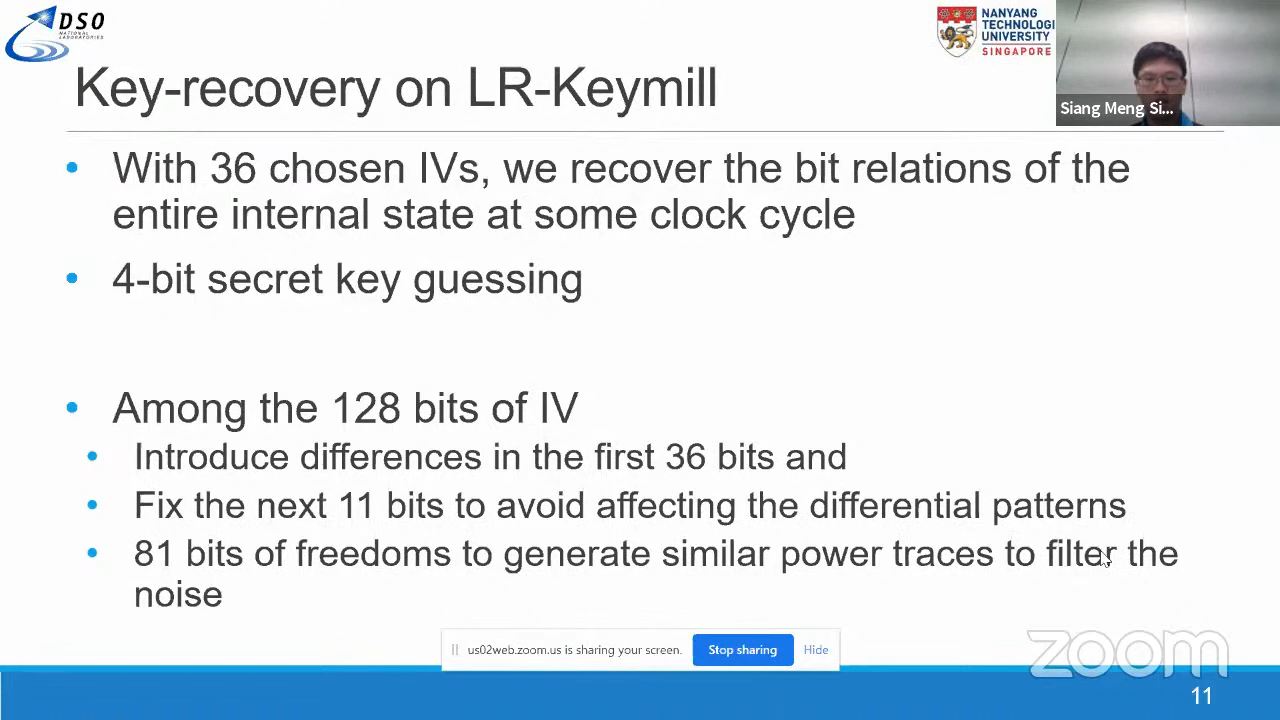 DSO
NATIONAL
LABORATORIES
NANYANG
TECHNOLOGI
UNIVERSITY
SINGAPORE
Siang Meng Si...
Key-recovery on LR-Keymill
• With 36 chosen IVs, we recover the bit relations of the
entire internal state at some clock cycle
• 4-bit secret key guessing
• Among the 128 bits of IV
• Introduce differences in the first 36 bits and
• Fix the next 11 bits to avoid affecting the differential patterns
• 81 bits of freedoms to generate similar power traces to filter the
noise
us02web.zoom.us is sharing your screen. Stop sharing Hide
zoom
11